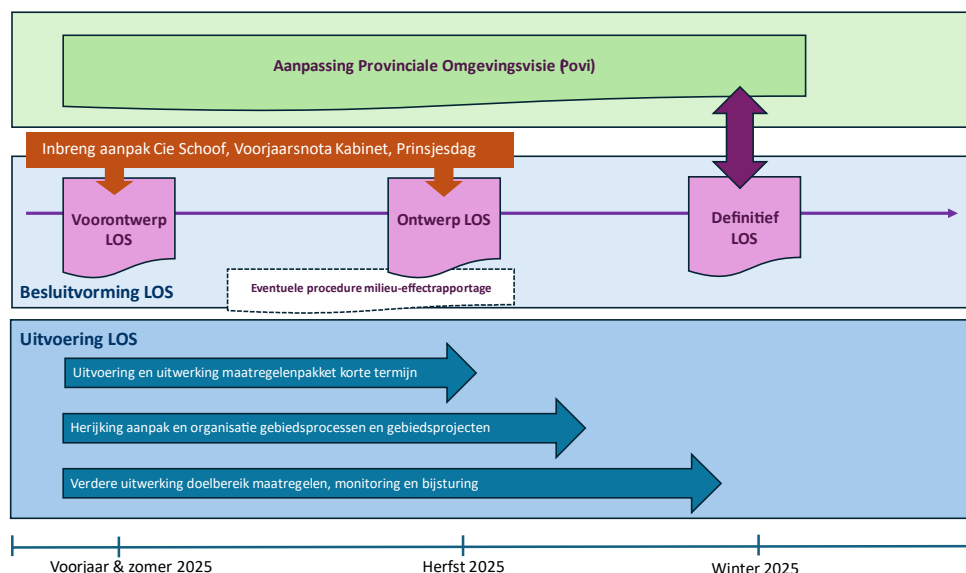 Aanpassing Provinciale Omgevingsvisie (Povi)
Inbreng aanpak Cie Schoof, Voorjaarsnota Kabinet, Prinsjesdag
Voorontwerp
LOS
Ontwerp LOS
Definitief
LOS
Eventuele procedure milieu-effectrapportage
Besluitvorming LOS
Uitvoering LOS
Uitvoering en uitwerking maatregelenpakket korte termijn
Herijking aanpak en organisatie gebiedsprocessen en gebiedsprojecten
Verdere uitwerking doelbereik maatregelen, monitoring en bijsturing
Voorjaar & zomer 2025
Herfst 2025
Winter 2025